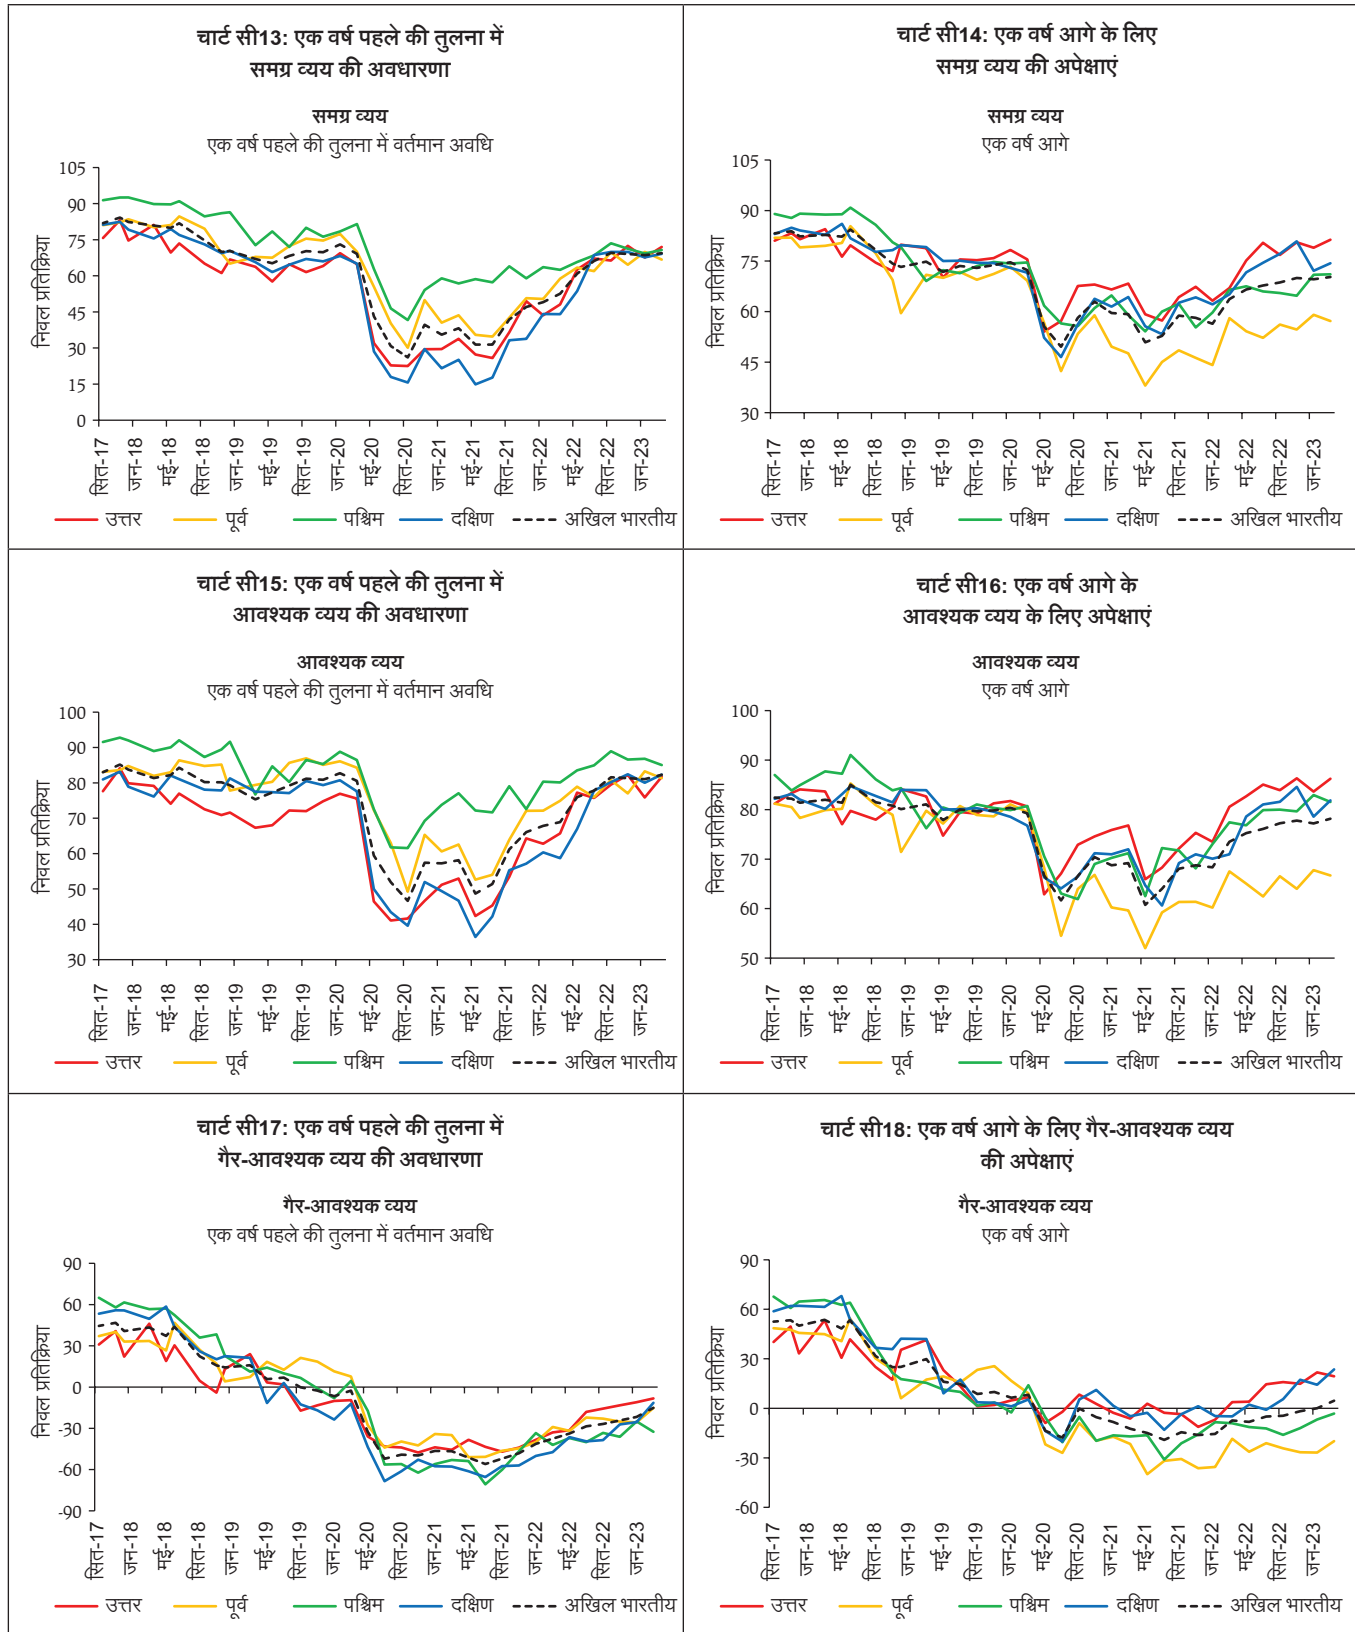 चार्ट सी13: एक वर्ष पहले की तुलना में
समग्र व्यय की अवधारणा
समग्र व्यय
एक वर्ष पहले की तुलना में वर्तमान अवधि
निवल प्रतिक्रिया
105
90
75
60
45
30
15
0
सित-17
जन-18
मई-18
सित-18
जन-19
मई-19
सित-19
जन-20
मई-20
सित-20
जन-21
मई-21
सित-21
जन-22
मई-22
सित-22
जन-23
उत्तर पूर्व पश्चिम दक्षिण अखिल भारतीय
चार्ट सी14: एक वर्ष आगे के लिए
समग्र व्यय की अपेक्षाएं
समग्र व्यय
एक वर्ष आगे
निवल प्रतिक्रिया
105
90
75
60
45
30
सित-17
जन-18
मई-18
सित-18
जन-19
मई-19
सित-19
जन-20
मई-20
सित-20
जन-21
मई-21
सित-21
जन-22
मई-22
सित-22
जन-23
उत्तर पूर्व पश्चिम दक्षिण अखिल भारतीय
चार्ट सी15: एक वर्ष पहले की तुलना में
आवश्यक व्यय की अवधारणा
आवश्यक व्यय
एक वर्ष पहले की तुलना में वर्तमान अवधि
निवल प्रतिक्रिया
100
90
80
70
60
50
40
30
सित-17
जन-18
मई-18
सित-18
जन-19
मई-19
सित-19
जन-20
मई-20
सित-20
जन-21
मई-21
सित-21
जन-22
मई-22
सित-22
जन-23
उत्तर पूर्व पश्चिम दक्षिण अखिल भारतीय
चार्ट सी16: एक वर्ष आगे के
आवश्यक व्यय के लिए अपेक्षाएं
आवश्यक व्यय
एक वर्ष आगे
निवल प्रतिक्रिया
100
90
80
70
60
50
सित-17
जन-18
मई-18
सित-18
जन-19
मई-19
सित-19
जन-20
मई-20
सित-20
जन-21
मई-21
सित-21
जन-22
मई-22
सित-22
जन-23
उत्तर पूर्व पश्चिम दक्षिण अखिल भारतीय
चार्ट सी17: एक वर्ष पहले की तुलना में
गैर-आवश्यक व्यय की अवधारणा
गैर-आवश्यक व्यय
एक वर्ष पहले की तुलना में वर्तमान अवधि
निवल प्रतिक्रिया
90
60
30
0
-30
-60
-90
सित-17
जन-18
मई-18
सित-18
जन-19
मई-19
सित-19
जन-20
मई-20
सित-20
जन-21
मई-21
सित-21
जन-22
मई-22
सित-22
जन-23
उत्तर पूर्व पश्चिम दक्षिण अखिल भारतीय
चार्ट सी18: एक वर्ष आगे के लिए गैर-आवश्यक व्यय
की अपेक्षाएं
गैर-आवश्यक व्यय
एक वर्ष आगे
निवल प्रतिक्रिया
90
60
30
0
-30
-60
सित-17
जन-18
मई-18
सित-18
जन-19
मई-19
सित-19
जन-20
मई-20
सित-20
जन-21
मई-21
सित-21
जन-22
मई-22
सित-22
जन-23
उत्तर पूर्व पश्चिम दक्षिण अखिल भारतीय